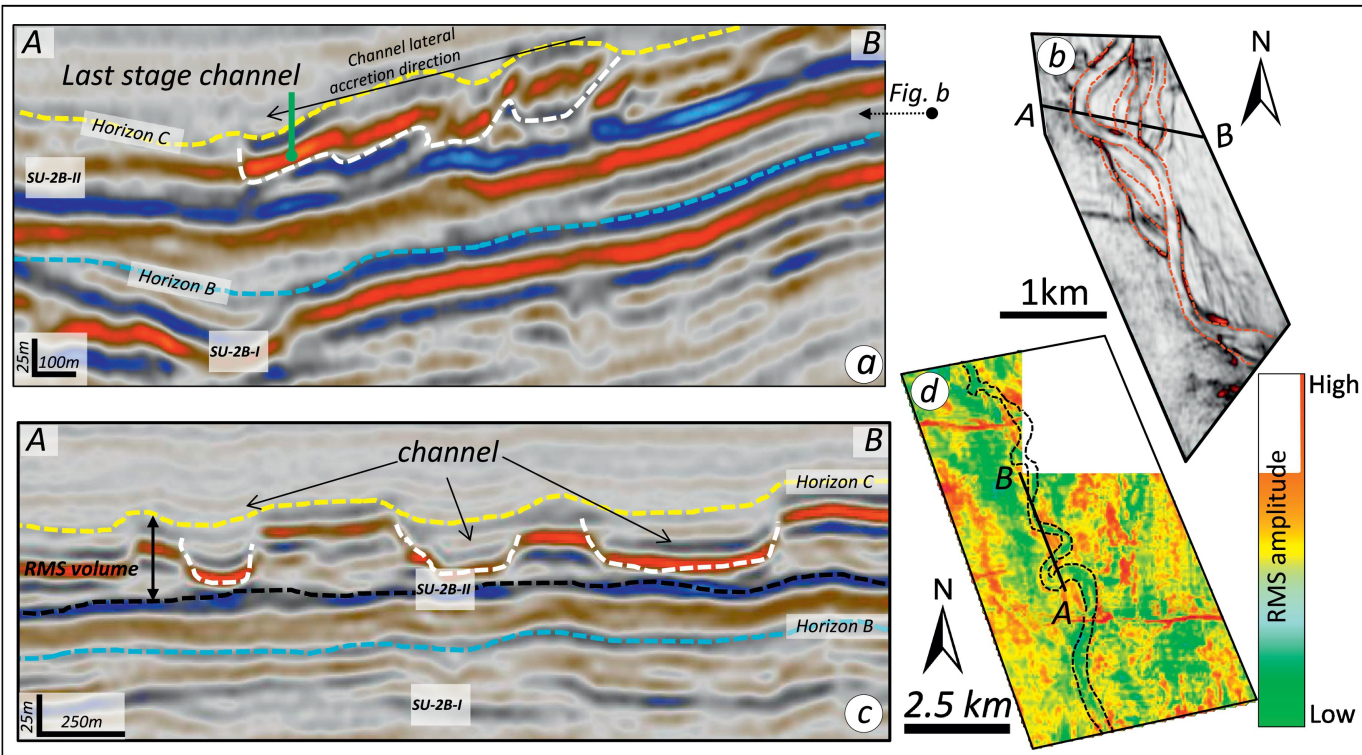 A
B
Channel lateral
accretion direction
Last stage channel
Horizon C
Fig. b
SU-2B-II
Horizon B
SU-2B-I
25m
100m
a
b
N
A
B
1km
A
B
channel
Horizon C
RMS volume
SU-2B-II
Horizon B
SU-2B-I
25m
250m
c
d
B
A
N
2.5 km
High
RMS amplitude
Low